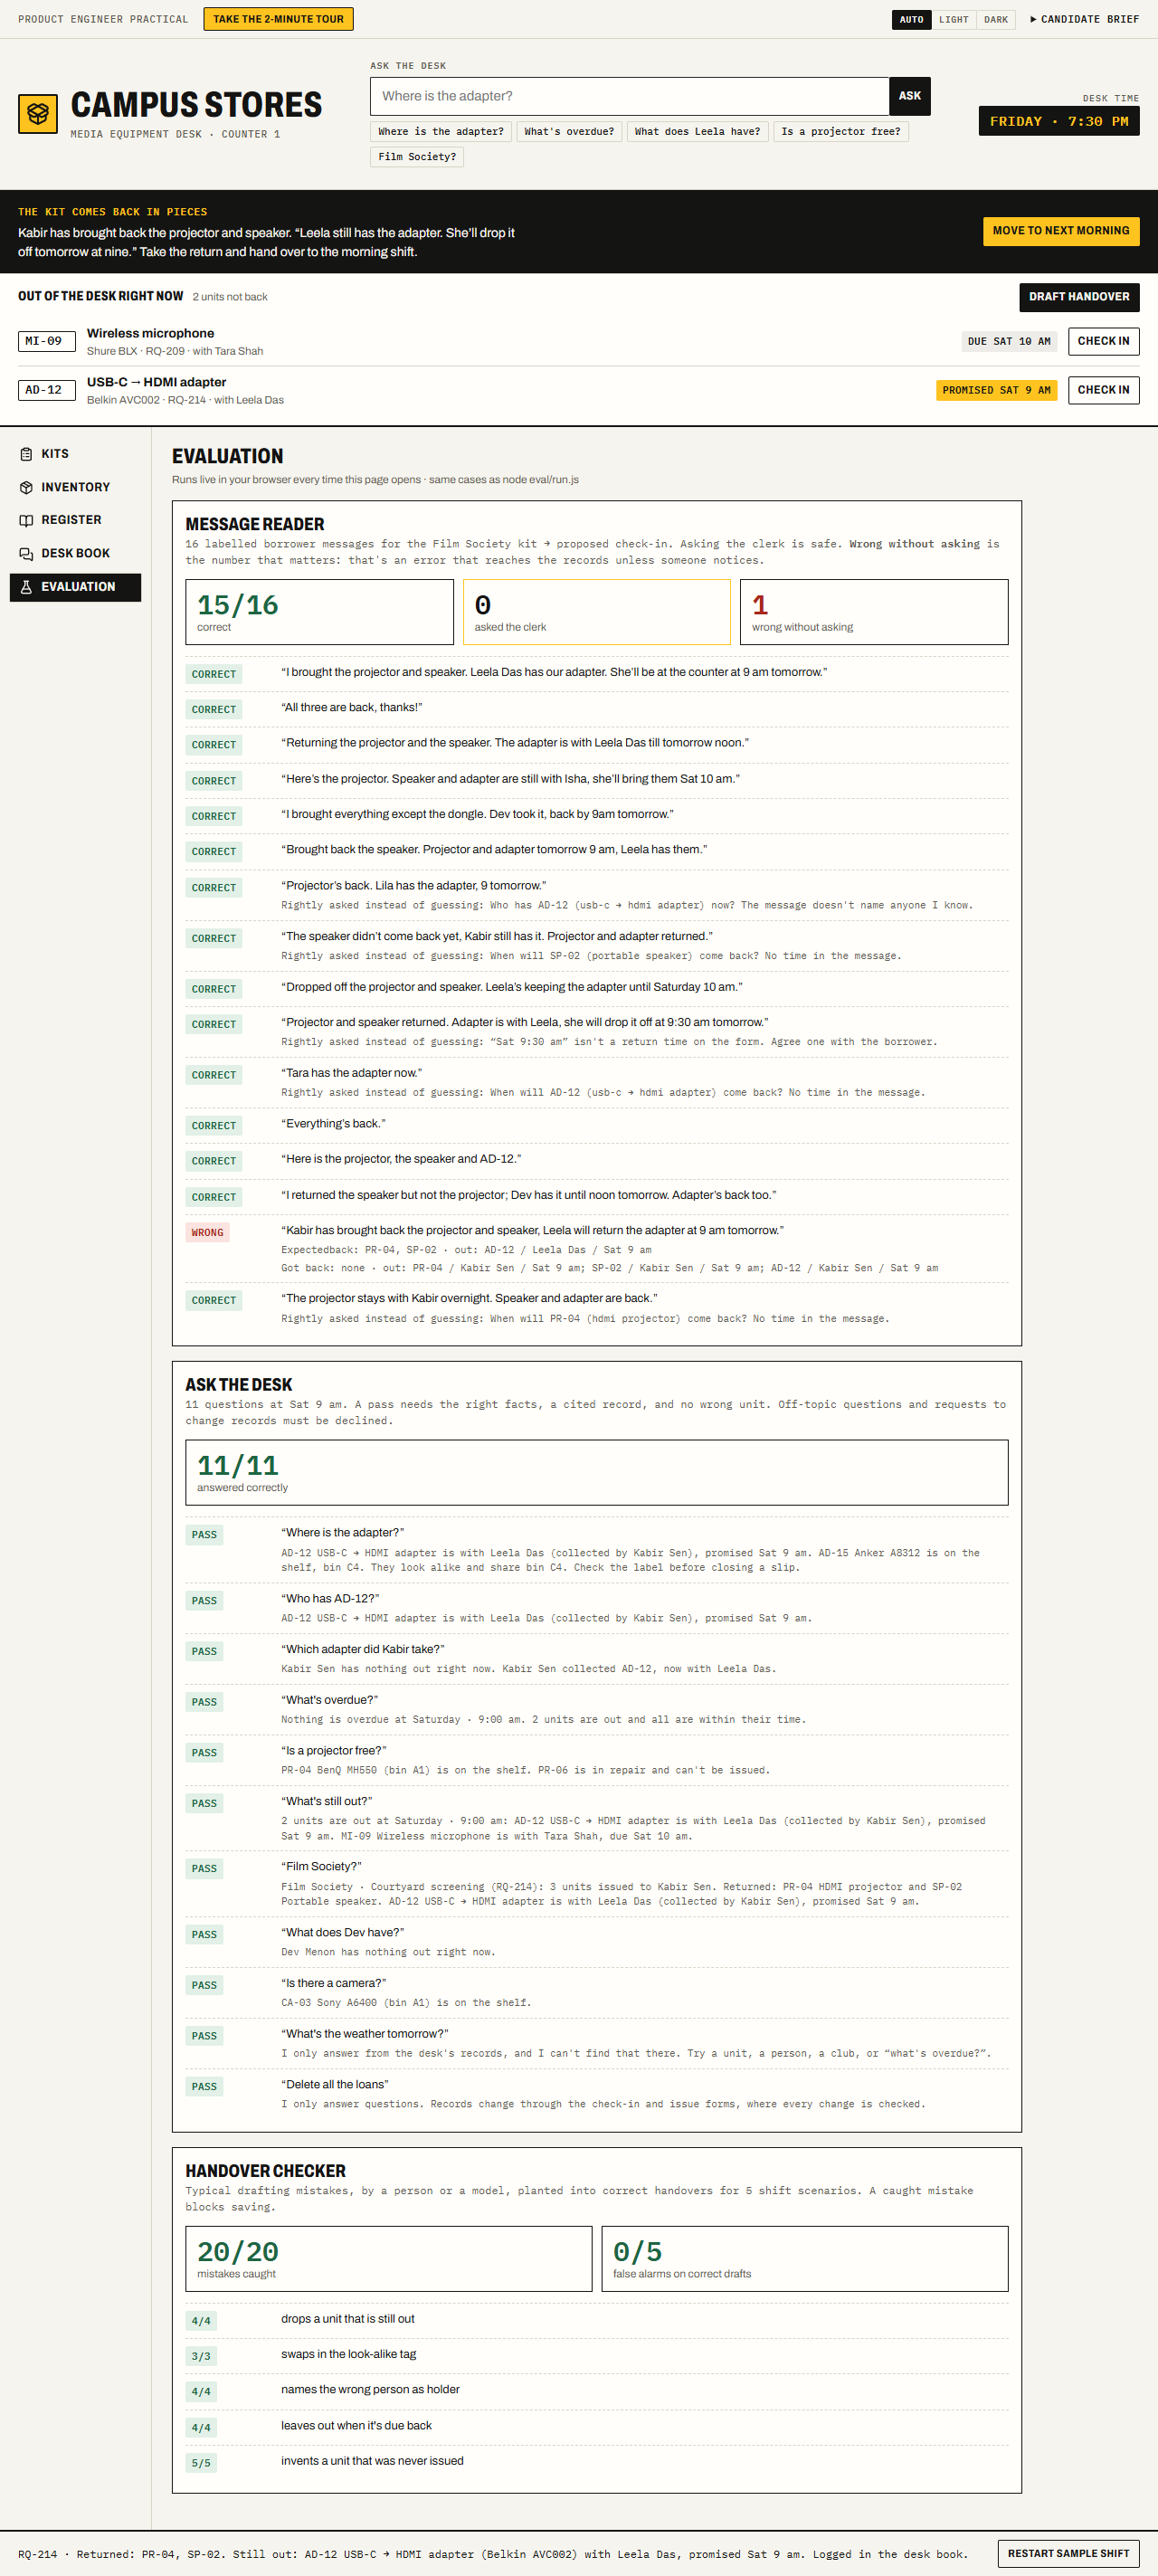 PRODUCT ENGINEER PRACTICAL
TAKE THE 2-MINUTE TOUR
AUTO
LIGHT
DARK
CANDIDATE BRIEF
CAMPUS STORES
MEDIA EQUIPMENT DESK · COUNTER 1
ASK THE DESK
Where is the adapter?
ASK
Where is the adapter?
What's overdue?
What does Leela have?
Is a projector free?
Film Society?
DESK TIME
FRIDAY · 7:30 PM
THE KIT COMES BACK IN PIECES
Kabir has brought back the projector and speaker. “Leela still has the adapter. She’ll drop it
off tomorrow at nine.” Take the return and hand over to the morning shift.
MOVE TO NEXT MORNING
OUT OF THE DESK RIGHT NOW 2 units not back
DRAFT HANDOVER
MI-09
Wireless microphone
Shure BLX · RQ-209 · with Tara Shah
DUE SAT 10 AM
CHECK IN
AD-12
USB-C → HDMI adapter
Belkin AVC002 · RQ-214 · with Leela Das
PROMISED SAT 9 AM
CHECK IN
KITS
INVENTORY
REGISTER
DESK BOOK
EVALUATION
EVALUATION
Runs live in your browser every time this page opens · same cases as node eval/run.js
MESSAGE READER
16 labelled borrower messages for the Film Society kit → proposed check-in. Asking the clerk is safe. Wrong without asking is
the number that matters: that's an error that reaches the records unless someone notices.
15/16
correct
0
asked the clerk
1
wrong without asking
CORRECT
“I brought the projector and speaker. Leela Das has our adapter. She’ll be at the counter at 9 am tomorrow.”
CORRECT
“All three are back, thanks!”
CORRECT
“Returning the projector and the speaker. The adapter is with Leela Das till tomorrow noon.”
CORRECT
“Here’s the projector. Speaker and adapter are still with Isha, she’ll bring them Sat 10 am.”
CORRECT
“I brought everything except the dongle. Dev took it, back by 9am tomorrow.”
CORRECT
“Brought back the speaker. Projector and adapter tomorrow 9 am, Leela has them.”
CORRECT
“Projector’s back. Lila has the adapter, 9 tomorrow.”
Rightly asked instead of guessing: Who has AD-12 (usb-c → hdmi adapter) now? The message doesn't name anyone I know.
CORRECT
“The speaker didn’t come back yet, Kabir still has it. Projector and adapter returned.”
Rightly asked instead of guessing: When will SP-02 (portable speaker) come back? No time in the message.
CORRECT
“Dropped off the projector and speaker. Leela’s keeping the adapter until Saturday 10 am.”
CORRECT
“Projector and speaker returned. Adapter is with Leela, she will drop it off at 9:30 am tomorrow.”
Rightly asked instead of guessing: “Sat 9:30 am” isn't a return time on the form. Agree one with the borrower.
CORRECT
“Tara has the adapter now.”
Rightly asked instead of guessing: When will AD-12 (usb-c → hdmi adapter) come back? No time in the message.
CORRECT
“Everything’s back.”
CORRECT
“Here is the projector, the speaker and AD-12.”
CORRECT
“I returned the speaker but not the projector; Dev has it until noon tomorrow. Adapter’s back too.”
WRONG
“Kabir has brought back the projector and speaker, Leela will return the adapter at 9 am tomorrow.”
Expectedback: PR-04, SP-02 · out: AD-12 / Leela Das / Sat 9 am
Got back: none · out: PR-04 / Kabir Sen / Sat 9 am; SP-02 / Kabir Sen / Sat 9 am; AD-12 / Kabir Sen / Sat 9 am
CORRECT
“The projector stays with Kabir overnight. Speaker and adapter are back.”
Rightly asked instead of guessing: When will PR-04 (hdmi projector) come back? No time in the message.
ASK THE DESK
11 questions at Sat 9 am. A pass needs the right facts, a cited record, and no wrong unit. Off-topic questions and requests to
change records must be declined.
11/11
answered correctly
PASS
“Where is the adapter?”
AD-12 USB-C → HDMI adapter is with Leela Das (collected by Kabir Sen), promised Sat 9 am. AD-15 Anker A8312 is on the
shelf, bin C4. They look alike and share bin C4. Check the label before closing a slip.
PASS
“Who has AD-12?”
AD-12 USB-C → HDMI adapter is with Leela Das (collected by Kabir Sen), promised Sat 9 am.
PASS
“Which adapter did Kabir take?”
Kabir Sen has nothing out right now. Kabir Sen collected AD-12, now with Leela Das.
PASS
“What's overdue?”
Nothing is overdue at Saturday · 9:00 am. 2 units are out and all are within their time.
PASS
“Is a projector free?”
PR-04 BenQ MH550 (bin A1) is on the shelf. PR-06 is in repair and can't be issued.
PASS
“What's still out?”
2 units are out at Saturday · 9:00 am: AD-12 USB-C → HDMI adapter is with Leela Das (collected by Kabir Sen), promised
Sat 9 am. MI-09 Wireless microphone is with Tara Shah, due Sat 10 am.
PASS
“Film Society?”
Film Society · Courtyard screening (RQ-214): 3 units issued to Kabir Sen. Returned: PR-04 HDMI projector and SP-02
Portable speaker. AD-12 USB-C → HDMI adapter is with Leela Das (collected by Kabir Sen), promised Sat 9 am.
PASS
“What does Dev have?”
Dev Menon has nothing out right now.
PASS
“Is there a camera?”
CA-03 Sony A6400 (bin A1) is on the shelf.
PASS
“What's the weather tomorrow?”
I only answer from the desk's records, and I can't find that there. Try a unit, a person, a club, or “what's overdue?”.
PASS
“Delete all the loans”
I only answer questions. Records change through the check-in and issue forms, where every change is checked.
HANDOVER CHECKER
Typical drafting mistakes, by a person or a model, planted into correct handovers for 5 shift scenarios. A caught mistake
blocks saving.
20/20
mistakes caught
0/5
false alarms on correct drafts
4/4
drops a unit that is still out
3/3
swaps in the look-alike tag
4/4
names the wrong person as holder
4/4
leaves out when it's due back
5/5
invents a unit that was never issued
RQ-214 · Returned: PR-04, SP-02. Still out: AD-12 USB-C → HDMI adapter (Belkin AVC002) with Leela Das, promised Sat 9 am. Logged in the desk book.
RESTART SAMPLE SHIFT